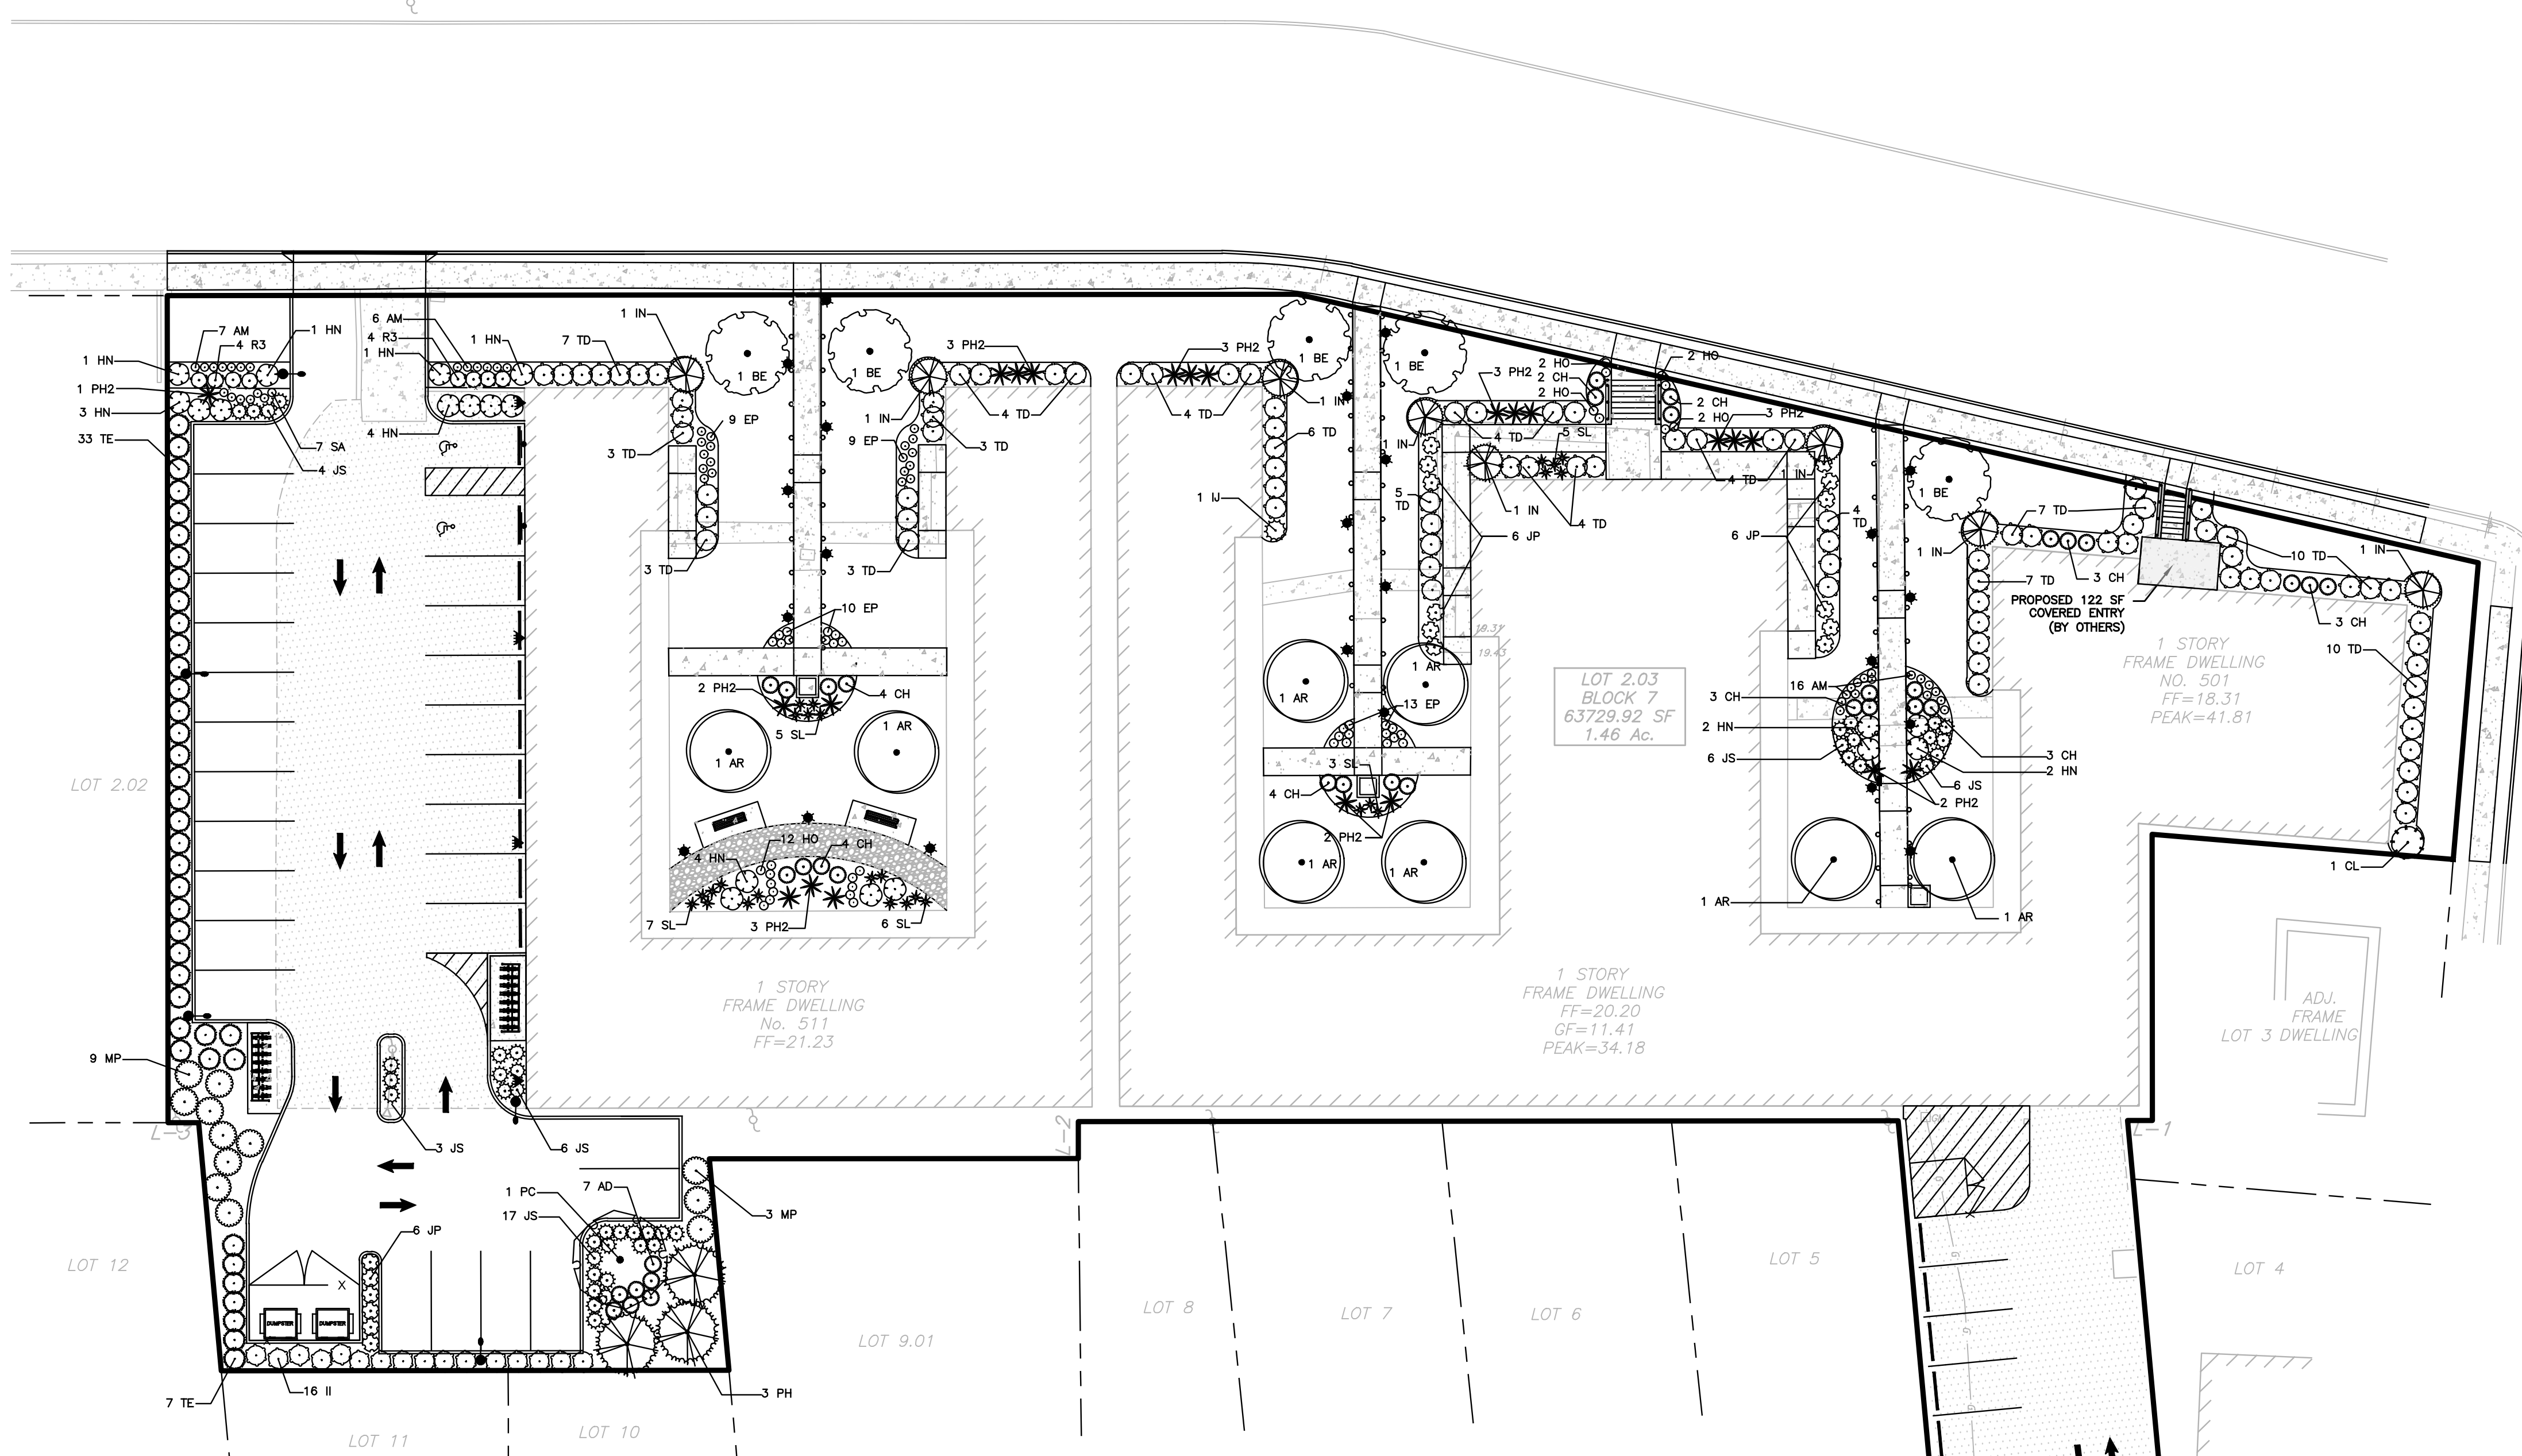 1 IN
6 AM
7 AM
1 HN
4 R3
1 HN
7 TD
4 R3
1 HN
1 HN
1 PH2
3 HN
33 TE
4 HN
7 SA
4 JS
1 BE
1 BE
3 PH2
3 PH2
1 BE
1 BE
9 EP
1 IN
9 EP
4 TD
3 TD
3 TD
3 TD
3 TD
4 TD
1 IN
6 TD
1 IJ
2 HO
2 CH
2 HO
3 PH2
2 HO
2 CH
2 HO
3 PH2
1 IN
4 TD
5 SL
4 TD
1 IN
5
TD
1 IN
4 TD
6 JP
6 JP
4
TD
1 BE
1 IN
7 TD
7 TD
3 CH
10 TD
1 IN
3 CH
PROPOSED 122 SF
COVERED ENTRY
(BY OTHERS)
1 STORY
FRAME DWELLING
NO. 501
FF=18.31
PEAK=41.81
10 TD
10 EP
2 PH2
4 CH
5 SL
1 AR
1 AR
1 AR
1 AR
19.43
13 EP
3 SL
4 CH
2 PH2
1 AR
1 AR
LOT 2.03
BLOCK 7
63729.92 SF
1.46 Ac.
16 AM
3 CH
2 HN
6 JS
3 CH
2 HN
6 JS
2 PH2
1 AR
1 AR
1 CL
LOT 2.02
12 HO
4 CH
4 HN
7 SL
3 PH2
6 SL
1 STORY
FRAME DWELLING
No. 511
FF=21.23
1 STORY
FRAME DWELLING
FF=20.20
GF=11.41
PEAK=34.18
ADJ.
FRAME
LOT 3 DWELLING
9 MP
L-3
L-2
L-1
3 JS
6 JS
1 PC
7 AD
17 JS
3 MP
6 JP
X
DUMPSTER
DUMPSTER
LOT 12
16 II
7 TE
3 PH
LOT 11
LOT 10
LOT 9.01
LOT 8
LOT 7
LOT 6
LOT 5
LOT 4
G
G
G
G